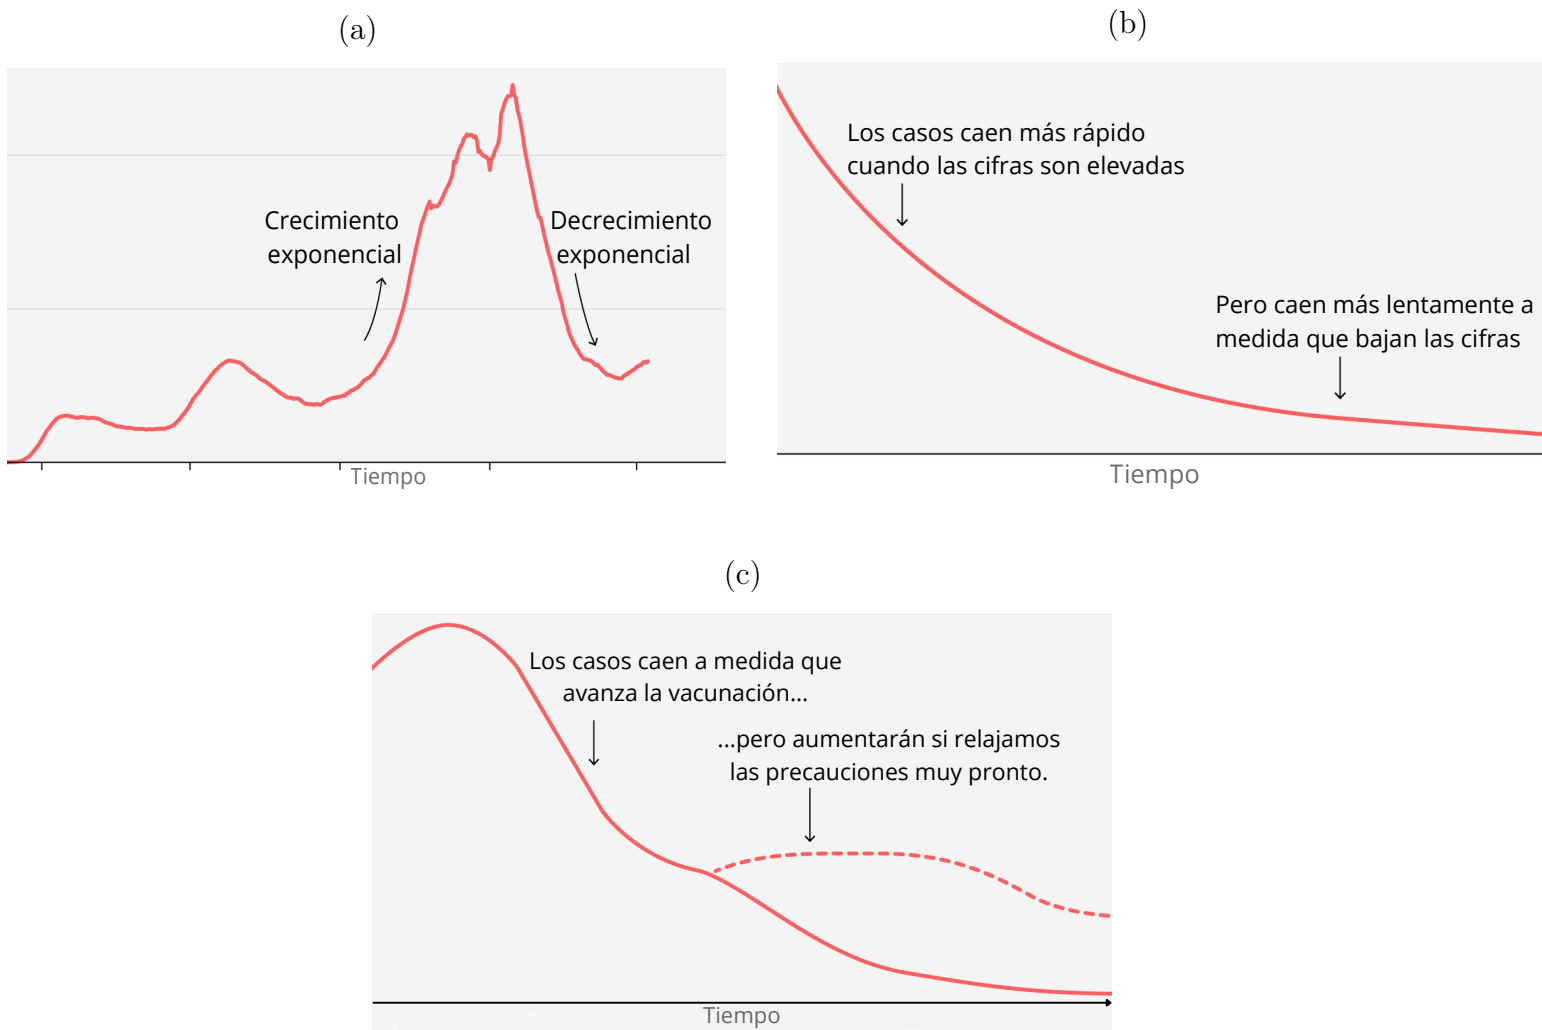 (a)
Crecimiento
exponencial
Decrecimiento
exponencial
Tiempo
(b)
Los casos caen más rápido
cuando las cifras son elevadas
Pero caen más lentamente a
medida que bajan las cifras
Tiempo
(c)
Los casos caen a medida que
avanza la vacunación...
...pero aumentarán si relajamos
las precauciones muy pronto.
Tiempo